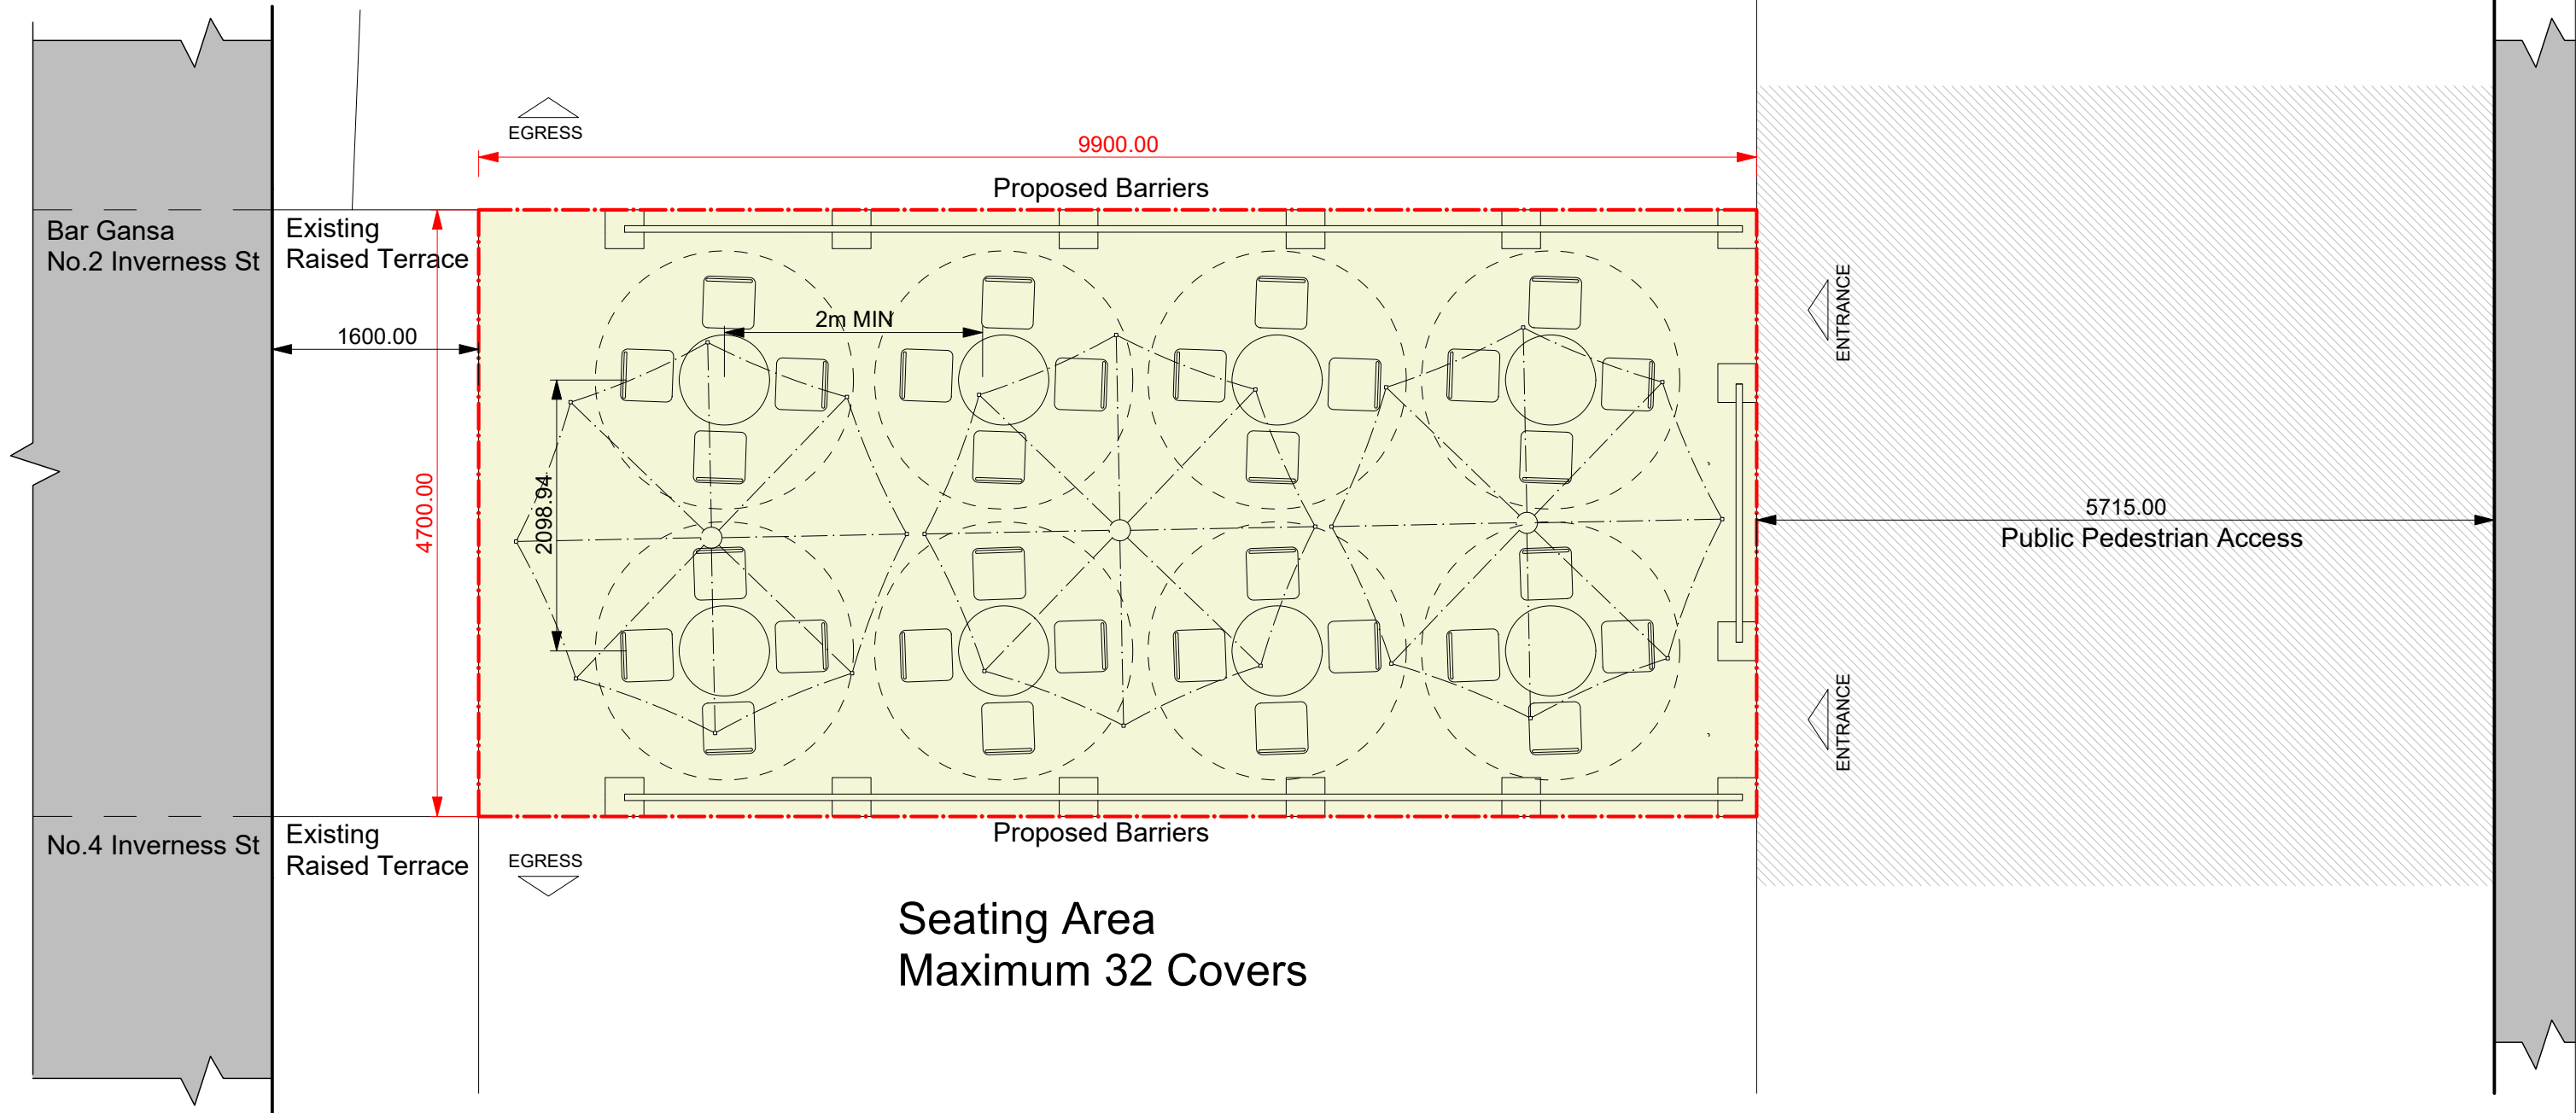 EGRESS
9900.00
Proposed Barriers
Bar Gansa
No.2 Inverness St
Existing
Raised Terrace
ENTRANCE
2m MIN
1600.00
4700.00
2098.94
5715.00
Public Pedestrian Access
ENTRANCE
No.4 Inverness St
Existing
Raised Terrace
Proposed Barriers
EGRESS
Seating Area
Maximum 32 Covers